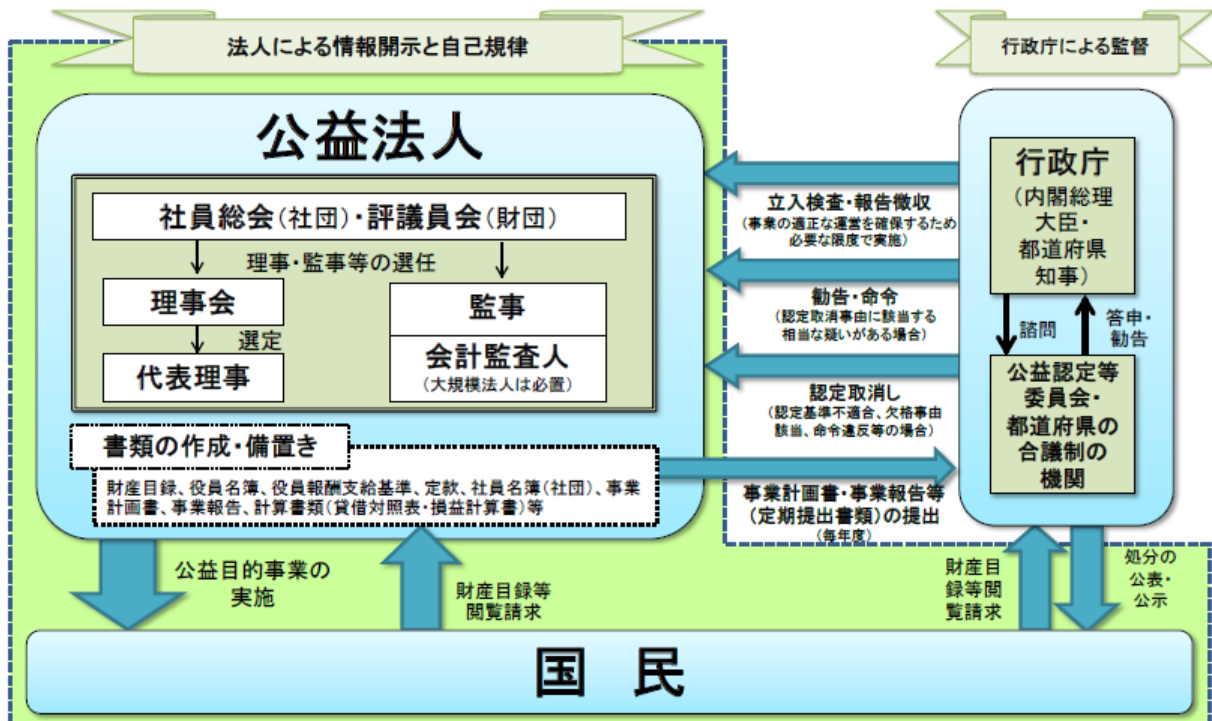 法人による情報開示と自己規律
行政庁による監督
公益法人
社員総会(社団)・評議員会(財団)
理事・監事等の選任
理事会
選定
代表理事
監事
会計監査人
(大規模法人は必置)
書類の作成・備置き
財産目録、役員名簿、役員報酬支給基準、定款、社員名簿(社団)、事業
計画書、事業報告、計算書類(貸借対照表・損益計算書)等
立入検査・報告徴収
(事業の適正な運営を確保するため
必要な限度で実施)
勧告・命令
(認定取消事由に該当する
相当な疑いがある場合)
認定取消し
(認定基準不適合、欠格事由
該当、命令違反等の場合)
事業計画書・事業報告等
(定期提出書類)の提出
(毎年度)
行政庁
(内閣総理
大臣・
都道府県
知事)
諮問
答申・
勧告
公益認定等
委員会・
都道府県の
合議制の
機関
公益目的事業の
実施
財産目録等
閲覧請求
財産目
録等閲
覧請求
処分の
公表・
公示
国 民